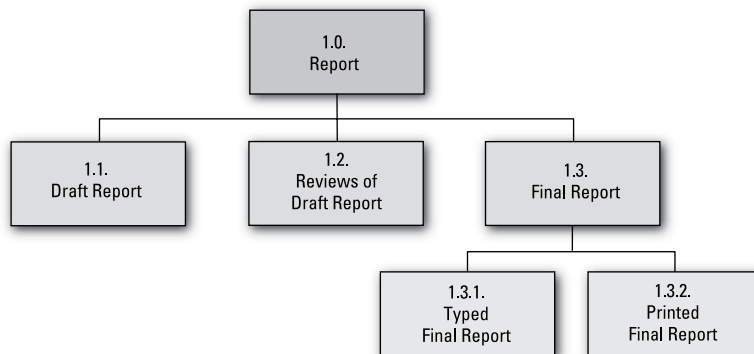 1.0.
Report
1.1.
Draft Report
1.2.
Reviews of
Draft Report
1.3.
Final Report
1.3.1.
Typed
Final Report
1.3.2.
Printed
Final Report